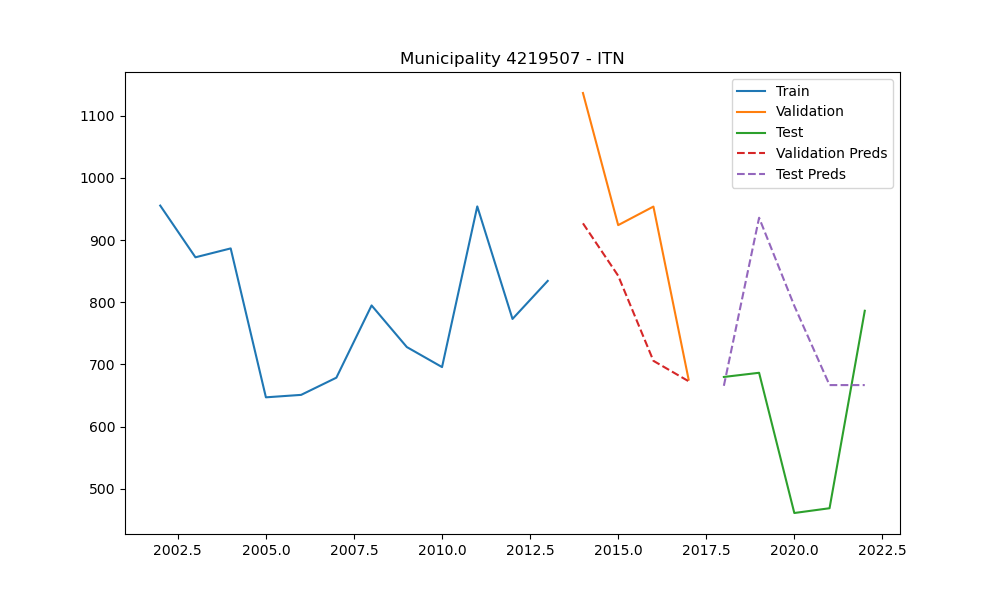 Municipality 4219507 - ITN
Train
Validation
Test
Validation Preds
Test Preds
1100
1000
900
800
700
600
500
2002.5 2005.0 2007.5 2010.0 2012.5 2015.0 2017.5 2020.0 2022.5